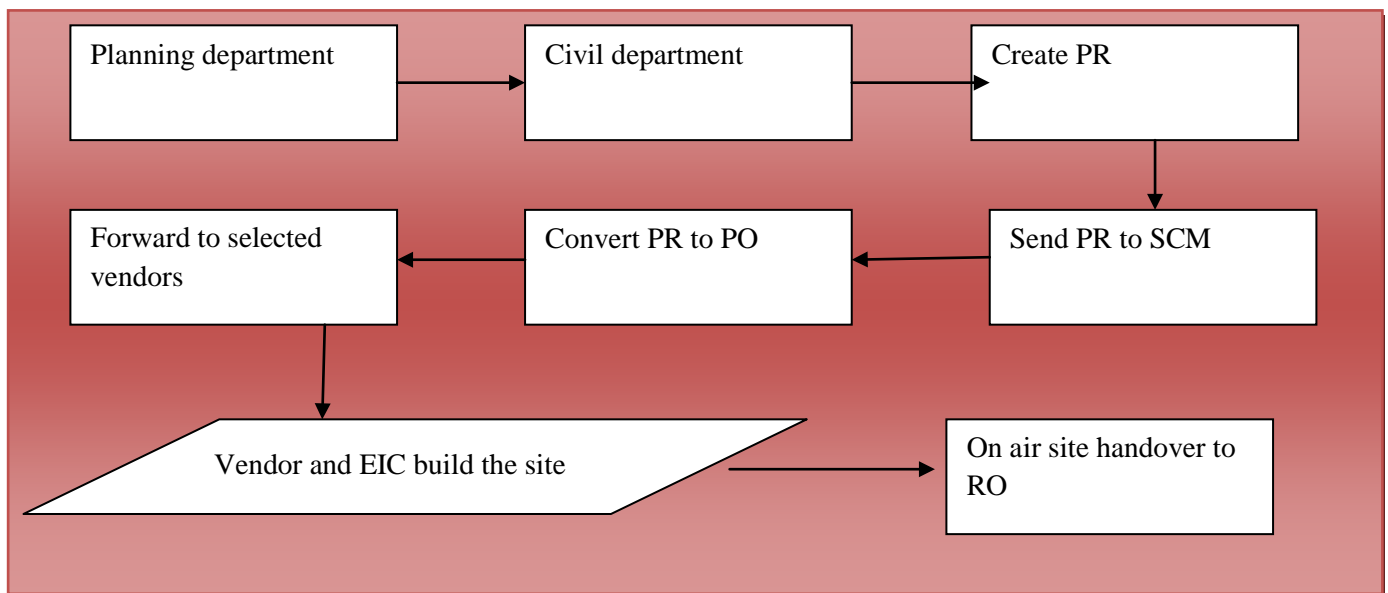 Planning department
Civil department
Create PR
Forward to selected
vendors
Convert PR to PO
Send PR to SCM
Vendor and EIC build the site
On air site handover to
RO